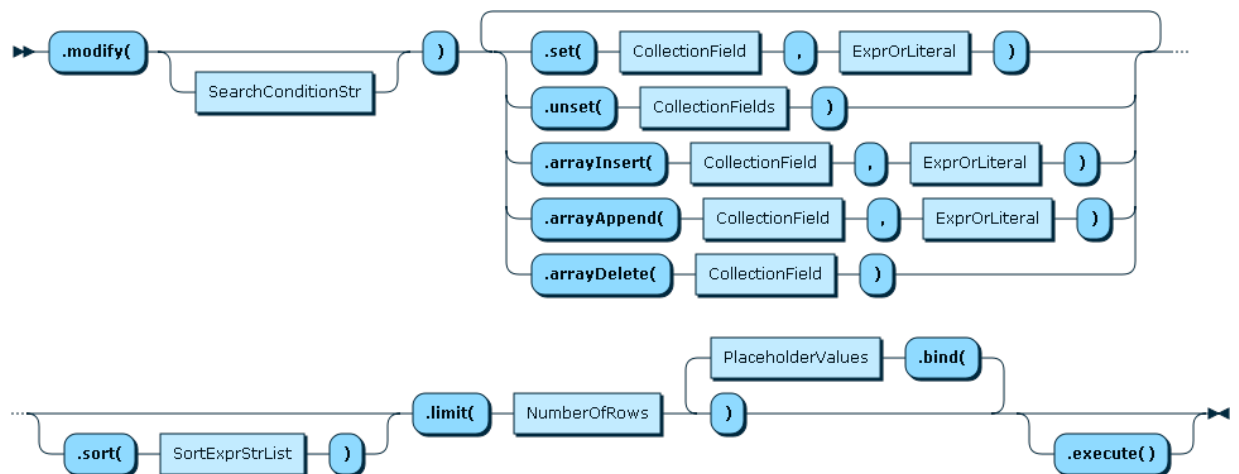 .modify( SearchConditionStr ) .set( CollectionField , ExprOrLiteral )
.unset( CollectionFields )
.arrayInsert( CollectionField , ExprOrLiteral )
.arrayAppend( CollectionField , ExprOrLiteral )
.arrayDelete( CollectionField )
PlaceholderValues .bind(
.limit( NumberOfRows )
.sort( SortExprStrList ) .execute()